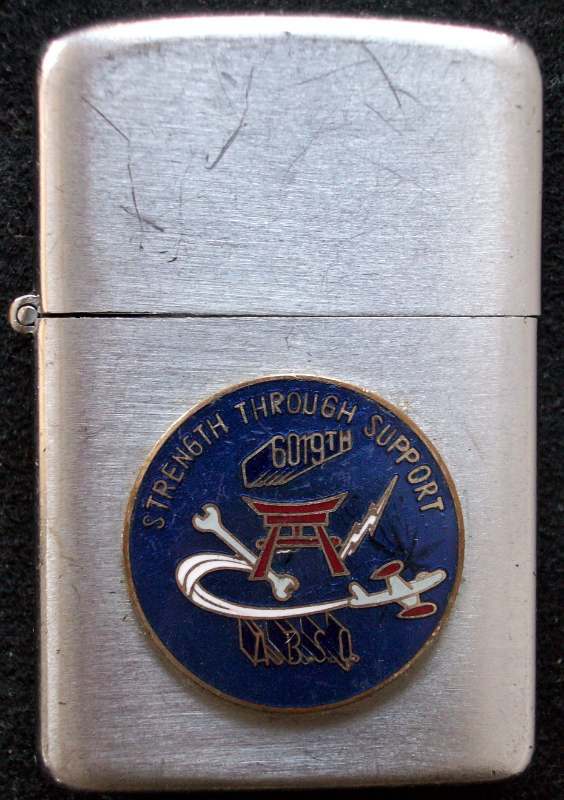 STRENGTH THROUGH SUPPORT
6019TH
A.B.S.Q.